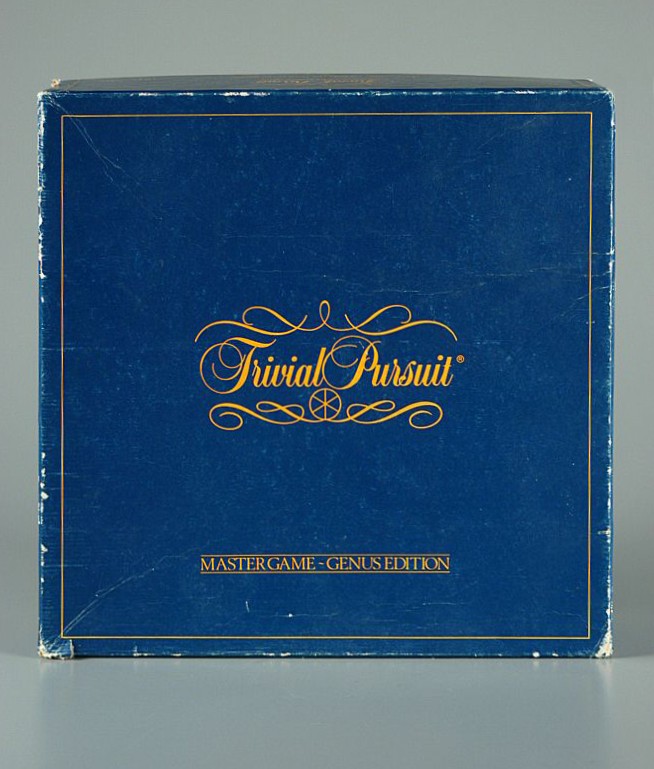 Trivial Pursuit®
MASTER GAME - GENUS EDITION